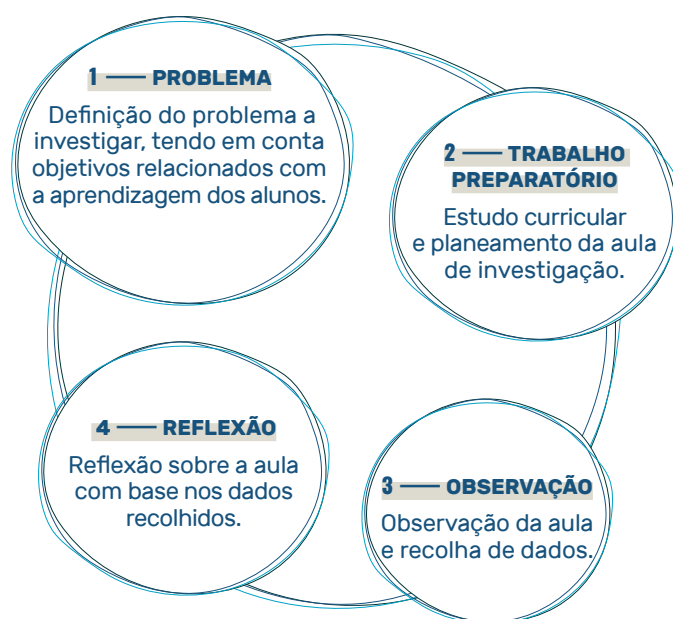 1 — PROBLEMA
Definição do problema a
investigar, tendo em conta
objetivos relacionados com
a aprendizagem dos alunos.
2 — TRABALHO
PREPARATÓRIO
Estudo curricular
e planeamento da aula
de investigação.
3 — OBSERVAÇÃO
Observação da aula
e recolha de dados.
4 — REFLEXÃO
Reflexão sobre a aula
com base nos dados
recolhidos.